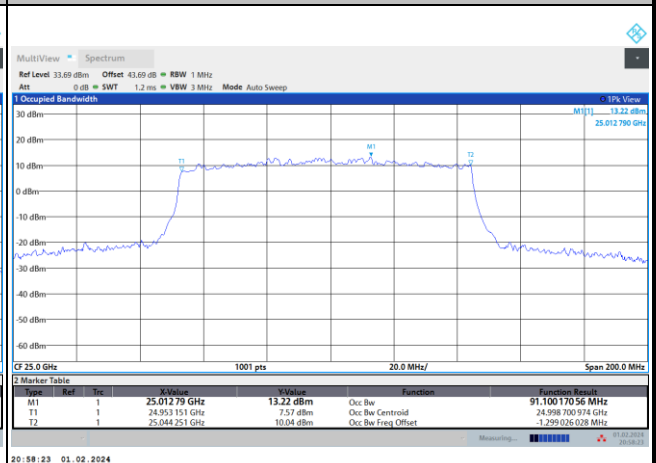 MultiView Spectrum
Ref Level 33.69 dBm Offset 43.69 dB RBW 1 MHz
Att 0 dB SWT 1.2 ms VBW 3 MHz Mode Auto Sweep
1 Occupied Bandwidth 1Pk View
M1[1] 13.22 dBm
25.012 790 GHz
30 dBm
20 dBm
10 dBm
0 dBm
-10 dBm
-20 dBm
-30 dBm
-40 dBm
-50 dBm
-60 dBm
T1
M1
T2
CF 25.0 GHz 1001 pts 20.0 MHz/ Span 200.0 MHz
2 Marker Table
Type Ref Trc X-Value Y-Value Function Function Result
M1 1 25.012 79 GHz 13.22 dBm Occ Bw 91.100 170 56 MHz
T1 1 24.953 151 GHz 7.57 dBm Occ Bw Centroid 24.998 700 974 GHz
T2 1 25.044 251 GHz 10.04 dBm Occ Bw Freq Offset -1.299 026 028 MHz
Measuring... 01.02.2024
20:58:23
20:58:23 01.02.2024